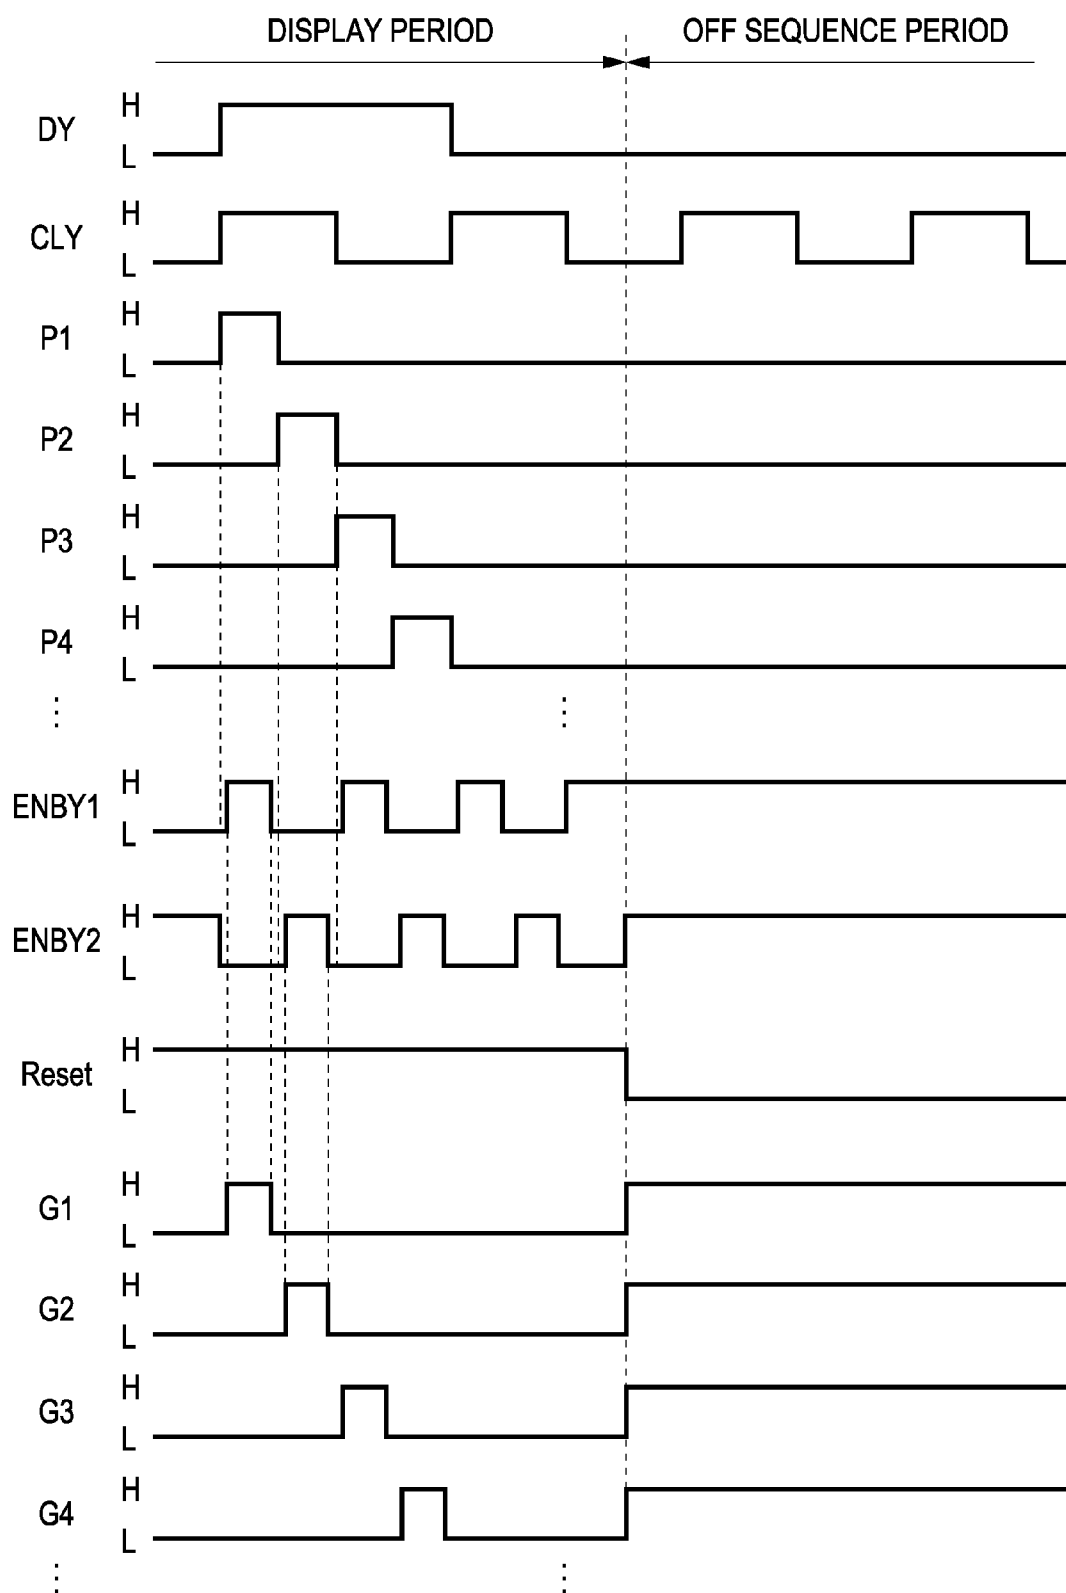 DISPLAY PERIOD OFF SEQUENCE PERIOD
H
DY
L
H
CLY
L
H
P1
L
H
P2
L
H
P3
L
H
P4
L
H
ENBY1
L
H
ENBY2
L
H
Reset
L
H
G1
L
H
G2
L
H
G3
L
H
G4
L